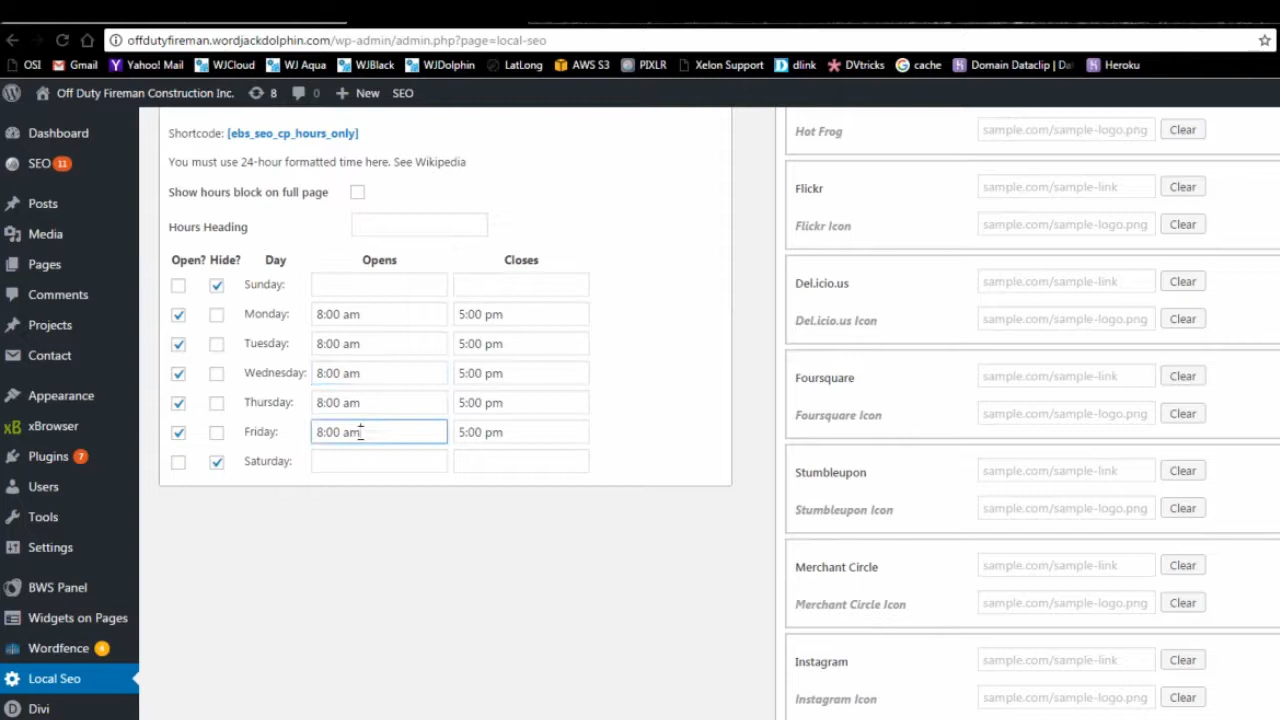 offdutyfireman.wordjackdolphin.com/wp-admin/admin.php?page=local-seo
OSI Gmail Yahoo! Mail WJCloud WJ Aqua WJBlack WJDolphin LatLong AWS S3 PIXLR Xelon Support dlink DVtricks cache Domain Dataclip | Da Heroku
Off Duty Fireman Construction Inc. 8 0 New SEO
Dashboard
SEO 11
Posts
Media
Pages
Comments
Projects
Contact
Appearance
xB xBrowser
Plugins 7
Users
Tools
Settings
BWS Panel
Widgets on Pages
Wordfence
Local Seo
D Divi
Shortcode: [ebs_seo_cp_hours_only]
You must use 24-hour formatted time here. See Wikipedia
Show hours block on full page
Hours Heading
Open? Hide? Day Opens Closes
Sunday:
Monday: 8:00 am 5:00 pm
Tuesday: 8:00 am 5:00 pm
Wednesday: 8:00 am 5:00 pm
Thursday: 8:00 am 5:00 pm
Friday: 8:00 am 5:00 pm
Saturday:
Hot Frog sample.com/sample-logo.png Clear
Flickr sample.com/sample-link Clear
Flickr Icon sample.com/sample-logo.png Clear
Del.icio.us sample.com/sample-link Clear
Del.icio.us Icon sample.com/sample-logo.png Clear
Foursquare sample.com/sample-link Clear
Foursquare Icon sample.com/sample-logo.png Clear
Stumbleupon sample.com/sample-link Clear
Stumbleupon Icon sample.com/sample-logo.png Clear
Merchant Circle sample.com/sample-link Clear
Merchant Circle Icon sample.com/sample-logo.png Clear
Instagram sample.com/sample-link Clear
Instagram Icon sample.com/sample-logo.png Clear